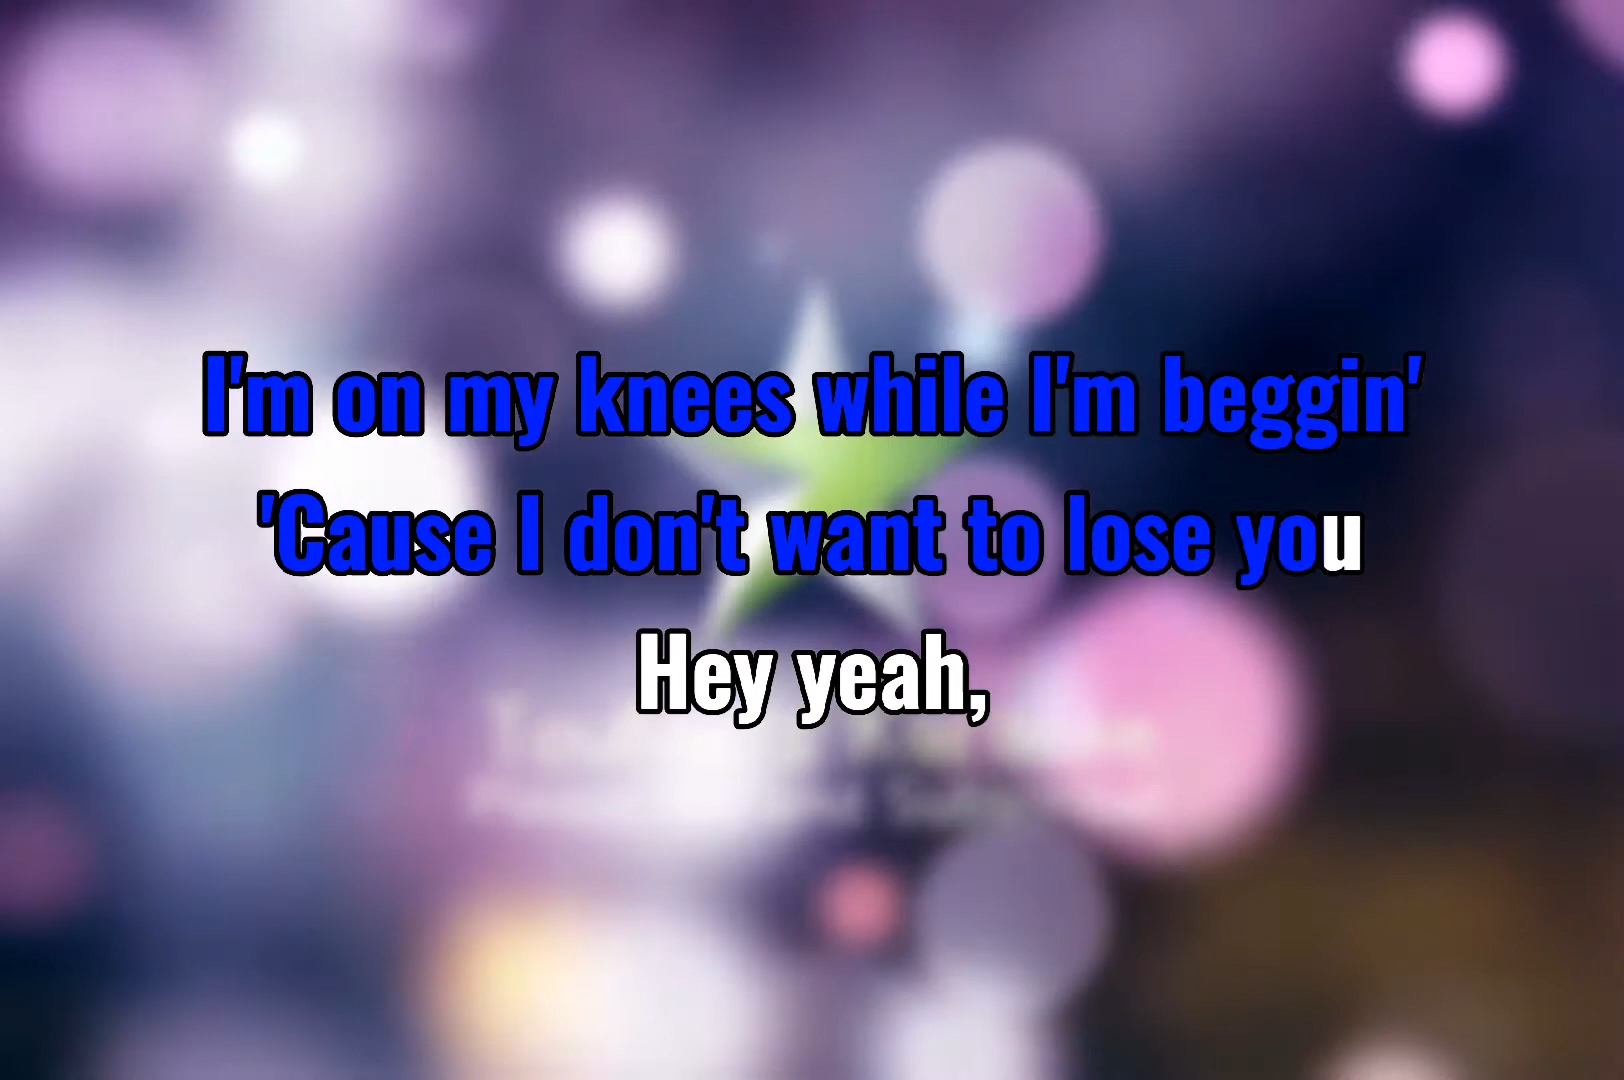 I'm on my knees while I'm beggin'
'Cause I don't want to lose you
Hey yeah,